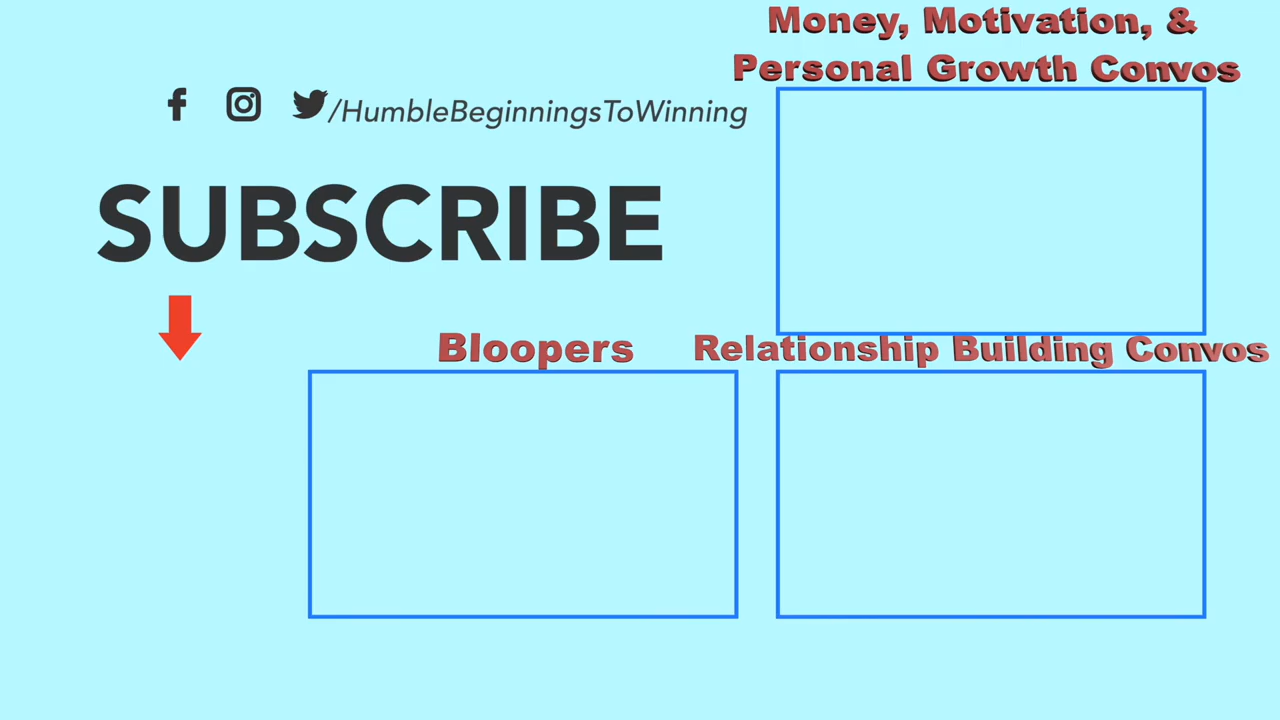 Money, Motivation, &
Personal Growth Convos
/HumbleBeginningsToWinning
SUBSCRIBE
Bloopers
Relationship Building Convos